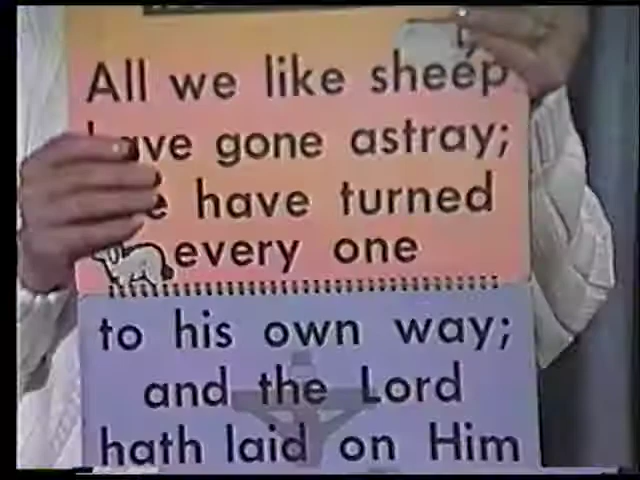 All we like sheep
ave gone astray;
e have turned
every one
to his own way;
and the Lord
hath laid on Him